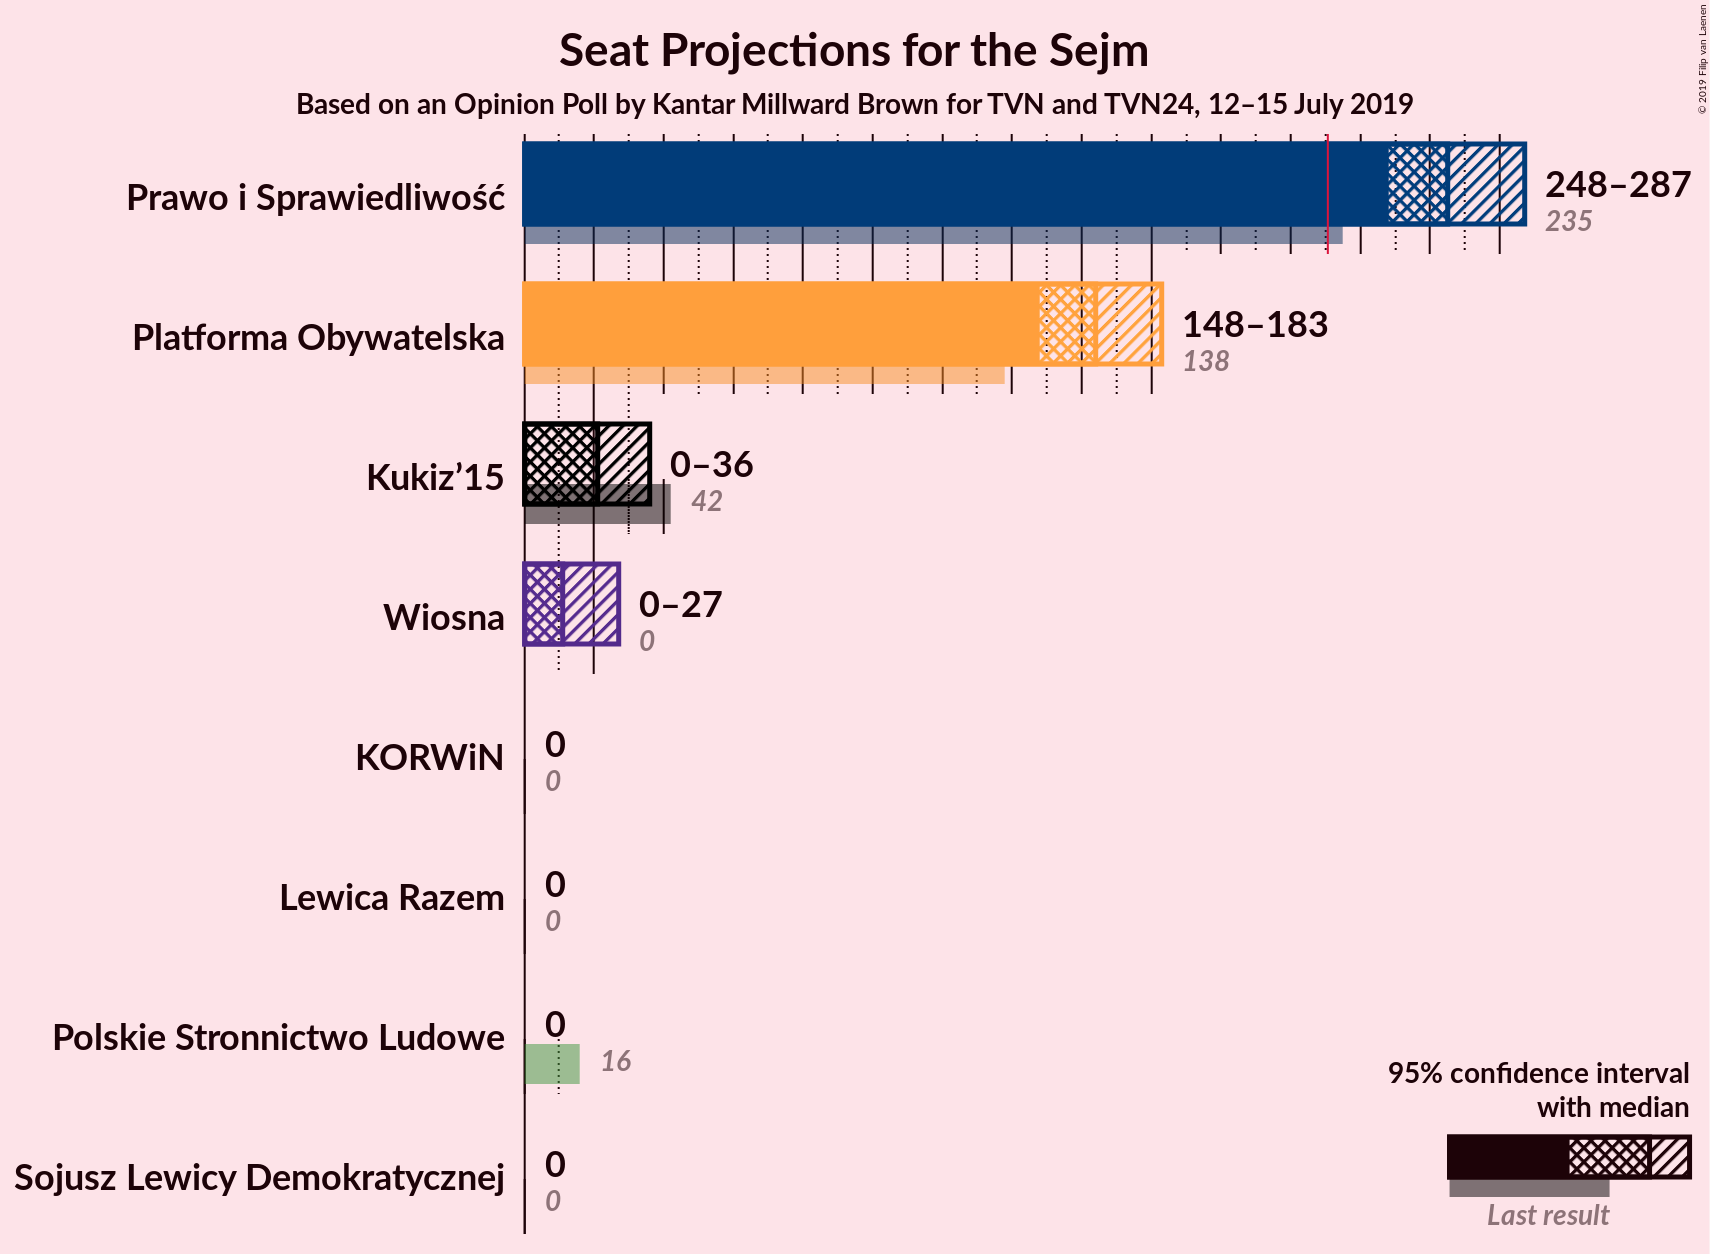 Seat Projections for the Sejm
Based on an Opinion Poll by Kantar Millward Brown for TVN and TVN24, 12–15 July 2019
© 2019 Filip van Laenen
Prawo i Sprawiedliwość
248–287
235
Platforma Obywatelska
148–183
138
Kukiz’15
0–36
42
Wiosna
0–27
0
KORWiN
0
0
Lewica Razem
0
0
Polskie Stronnictwo Ludowe
0
16
Sojusz Lewicy Demokratycznej
0
0
95% confidence interval
with median
Last result